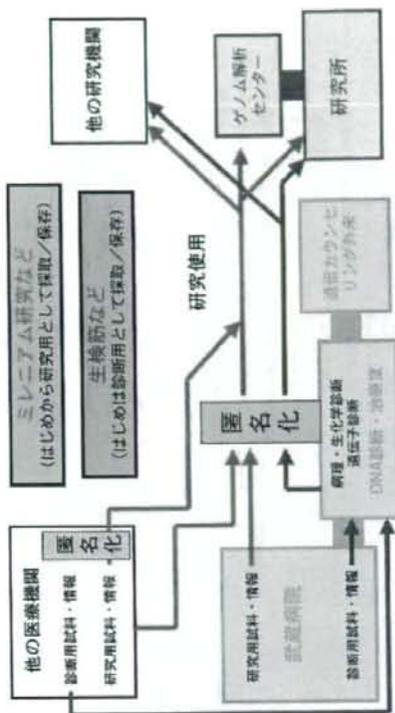 ミレニアム研究など
(はじめから研究用として採取/保存)
生検筋など
(はじめは診断用として採取/保存)
他の医療機関
匿名化
診断用試料・情報
研究用試料・情報
研究使用
他の研究機関
ゲノム解析
センター
研究所
匿名化
研究用試料・情報
武蔵病院
診断用試料・情報
病理・生化学診断
遺伝子診断
DNA診断・治療室
遺伝カウンセ
リング外来